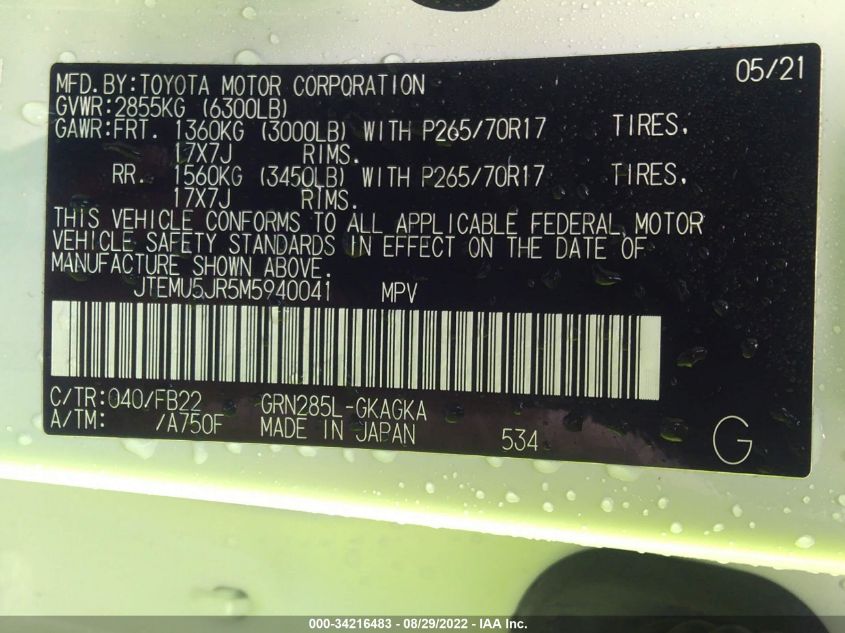 MFD.BY:TOYOTA MOTOR CORPORATION 05/21
GVWR:2855KG (6300LB)
GAWR:FRT. 1360KG (3000LB) WITH P265/70R17 TIRES,
17X7J RIMS.
RR. 1560KG (3450LB) WITH P265/70R17 TIRES,
17X7J RIMS.
THIS VEHICLE CONFORMS TO ALL APPLICABLE FEDERAL MOTOR
VEHICLE SAFETY STANDARDS IN EFFECT ON THE DATE OF
MANUFACTURE SHOWN ABOVE.
JTEMU5JR5M5940041 MPV
C/TR:040/FB22 GRN285L-GKAGKA
A/TM: /A750F MADE IN JAPAN 534 G
000-34216483 - 08/29/2022 - IAA Inc.